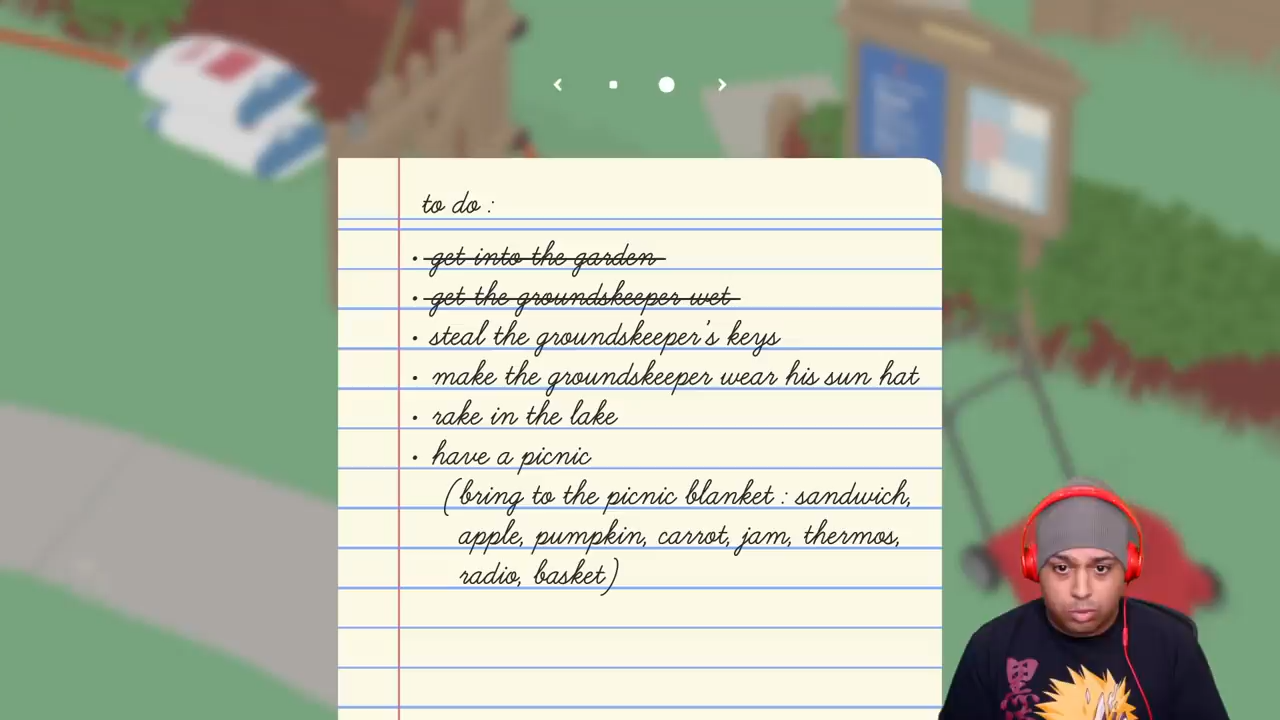 to do :
• get into the garden
• get the groundskeeper wet
• steal the groundskeeper's keys
• make the groundskeeper wear his sun hat
• rake in the lake
• have a picnic
(bring to the picnic blanket : sandwich,
apple, pumpkin, carrot, jam, thermos,
radio, basket)
黒